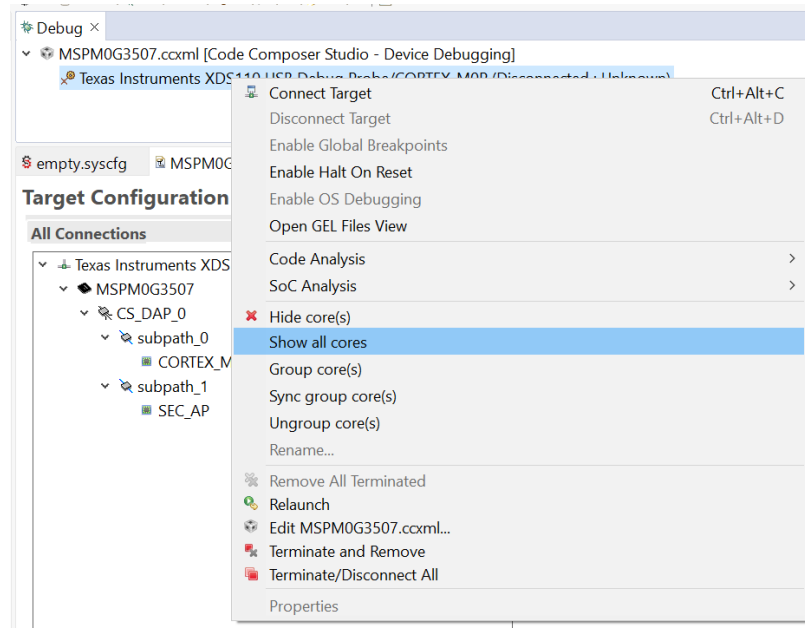 Debug
MSPM0G3507.ccxml [Code Composer Studio - Device Debugging]
Texas Instruments XDS110 USB Debug Probe/CORTEX_M0P (Disconnected : Unknown)
Connect Target Ctrl+Alt+C
Disconnect Target Ctrl+Alt+D
Enable Global Breakpoints
Enable Halt On Reset
Enable OS Debugging
Open GEL Files View
Code Analysis
SoC Analysis
Hide core(s)
Show all cores
Group core(s)
Sync group core(s)
Ungroup core(s)
Rename...
Remove All Terminated
Relaunch
Edit MSPM0G3507.ccxml...
Terminate and Remove
Terminate/Disconnect All
Properties
empty.syscfg MSPM0G
Target Configuration
All Connections
Texas Instruments XDS
MSPM0G3507
CS_DAP_0
subpath_0
CORTEX_M
subpath_1
SEC_AP